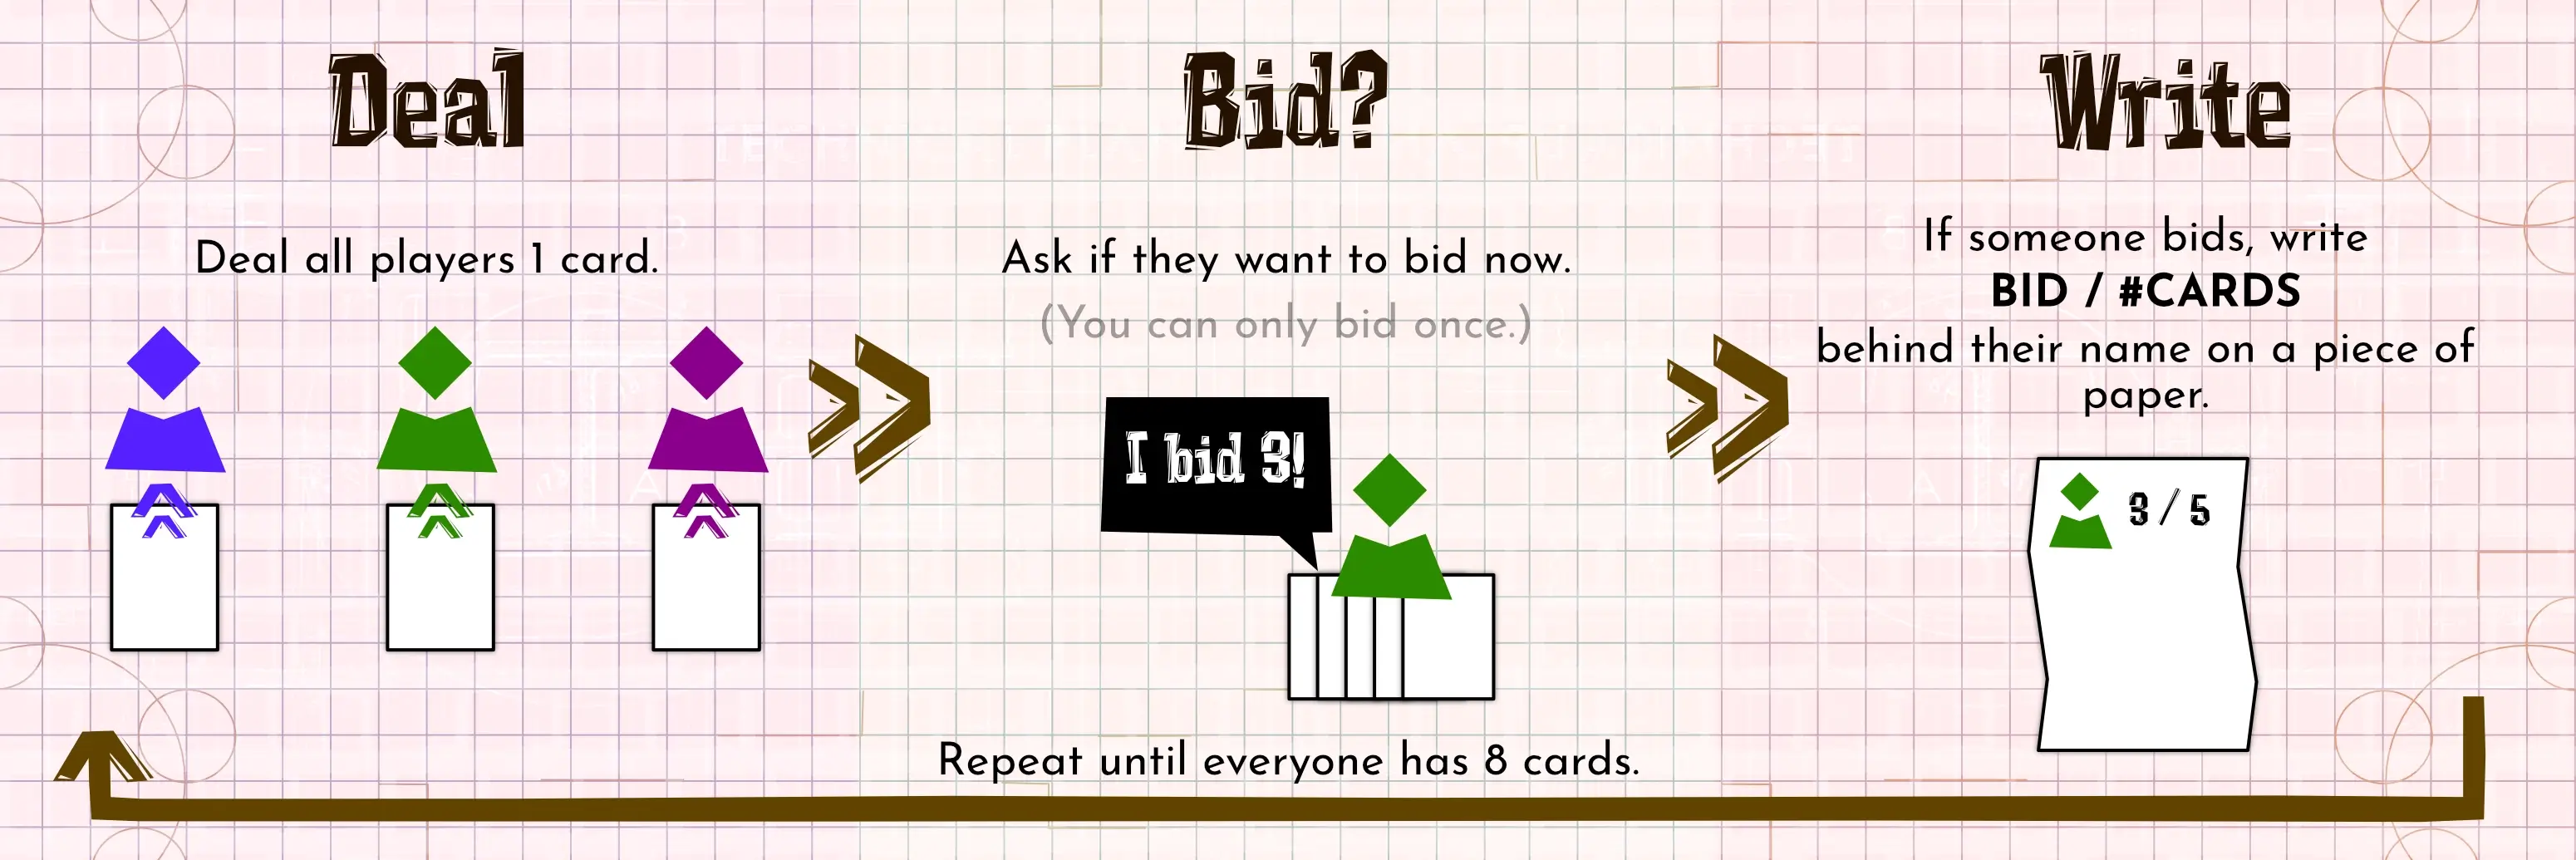 Deal
Deal all players 1 card.
Bid?
Ask if they want to bid now.
(You can only bid once.)
I bid 3!
Write
If someone bids, write
BID / #CARDS
behind their name on a piece of
paper.
3 / 5
Repeat until everyone has 8 cards.